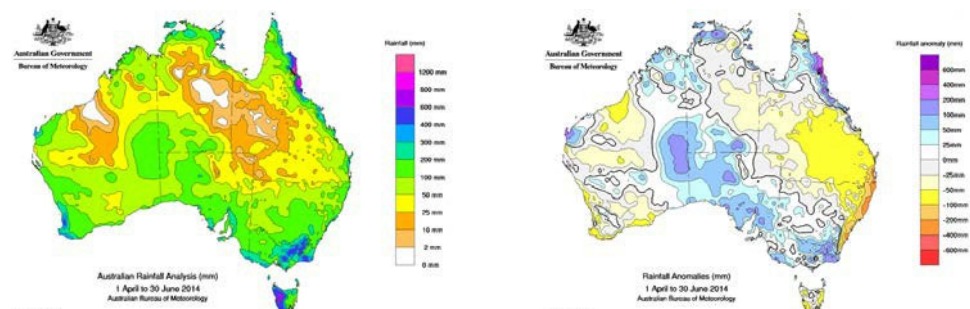 Australian Government
Bureau of Meteorology
Rainfall (mm)
1200 mm
800 mm
600 mm
400 mm
300 mm
200 mm
100 mm
50 mm
25 mm
10 mm
2 mm
0 mm
Australian Rainfall Analysis (mm)
1 April to 30 June 2014
Australian Bureau of Meteorology
Australian Government
Bureau of Meteorology
Rainfall anomaly (mm)
600mm
400mm
200mm
100mm
50mm
25mm
0mm
-25mm
-50mm
-100mm
-200mm
-400mm
-600mm
Rainfall Anomalies (mm)
1 April to 30 June 2014
Australian Bureau of Meteorology